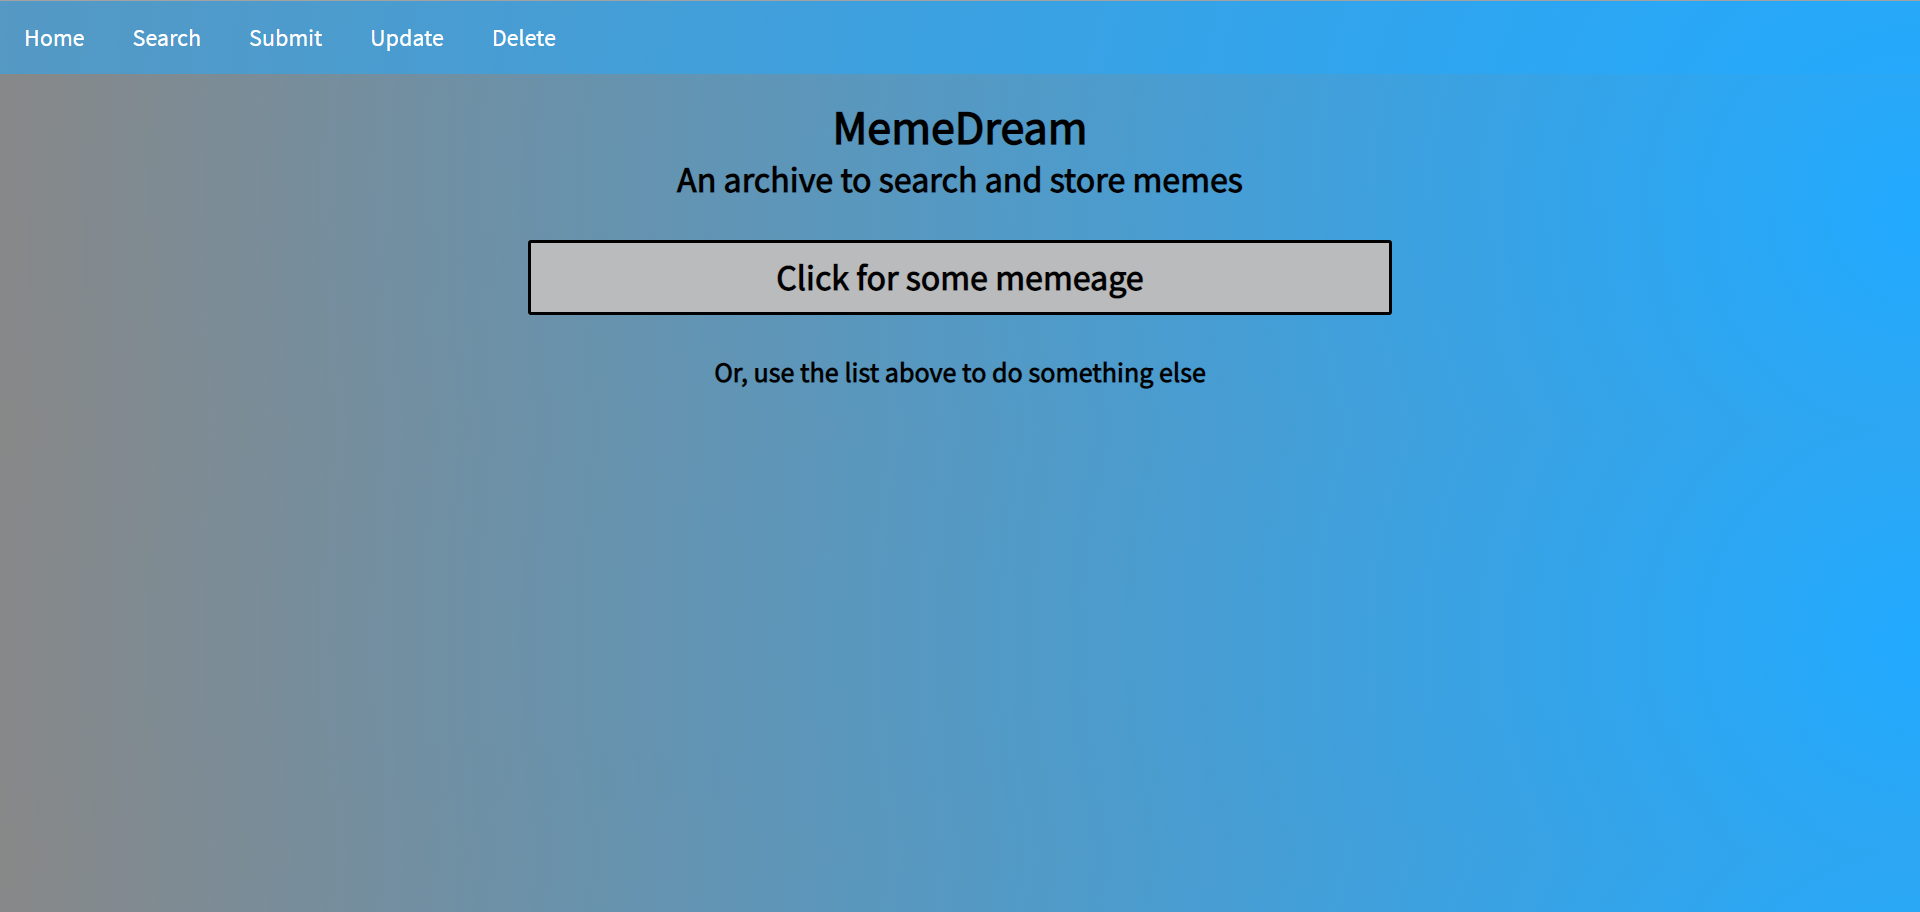 Home Search Submit Update Delete
MemeDream
An archive to search and store memes
Click for some memeage
Or, use the list above to do something else